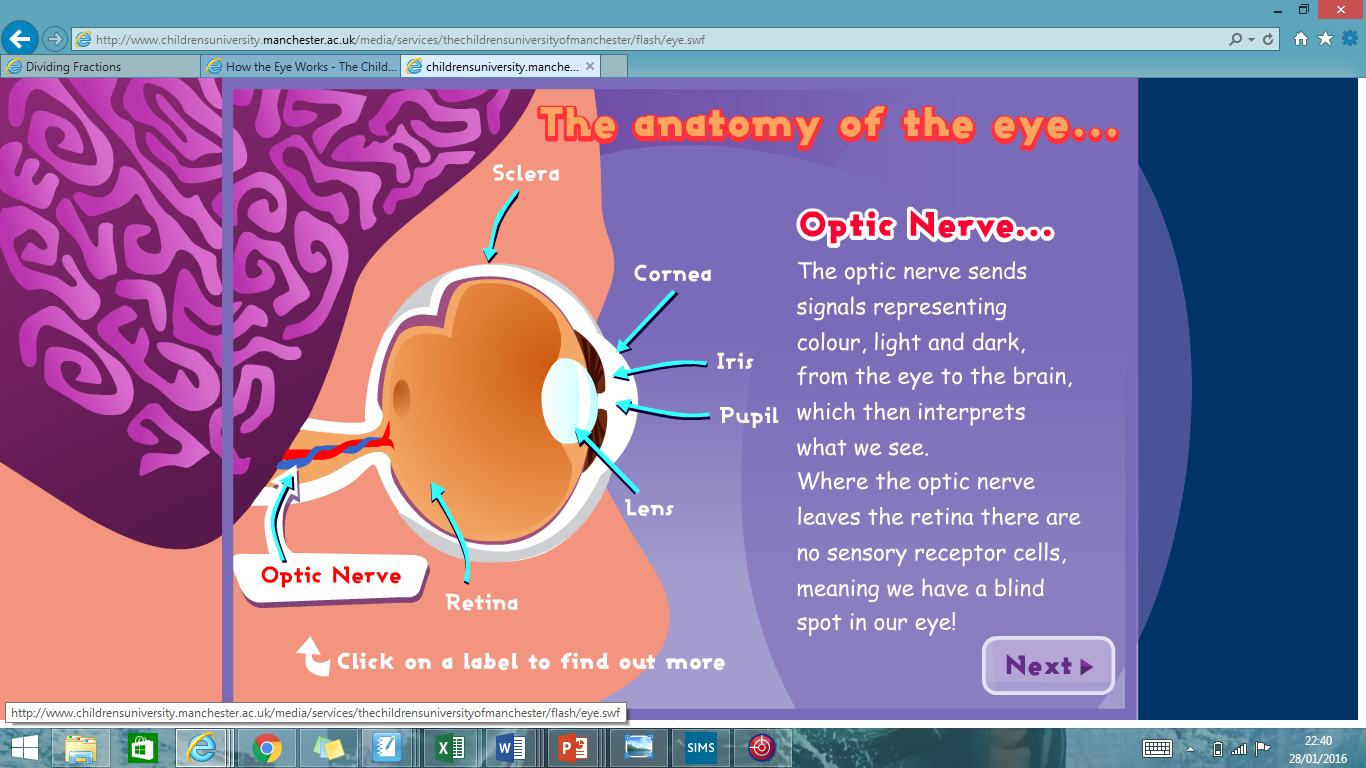 http://www.childrensuniversity.manchester.ac.uk/media/services/thechildrensuniversityofmanchester/flash/eye.swf
Dividing Fractions
How the Eye Works - The Child...
childrensuniversity.manche...
The anatomy of the eye...
Sclera
Cornea
Iris
Pupil
Lens
Optic Nerve
Retina
Click on a label to find out more
Optic Nerve...
The optic nerve sends
signals representing
colour, light and dark,
from the eye to the brain,
which then interprets
what we see.
Where the optic nerve
leaves the retina there are
no sensory receptor cells,
meaning we have a blind
spot in our eye!
Next
http://www.childrensuniversity.manchester.ac.uk/media/services/thechildrensuniversityofmanchester/flash/eye.swf
SIMS
22:40
28/01/2016